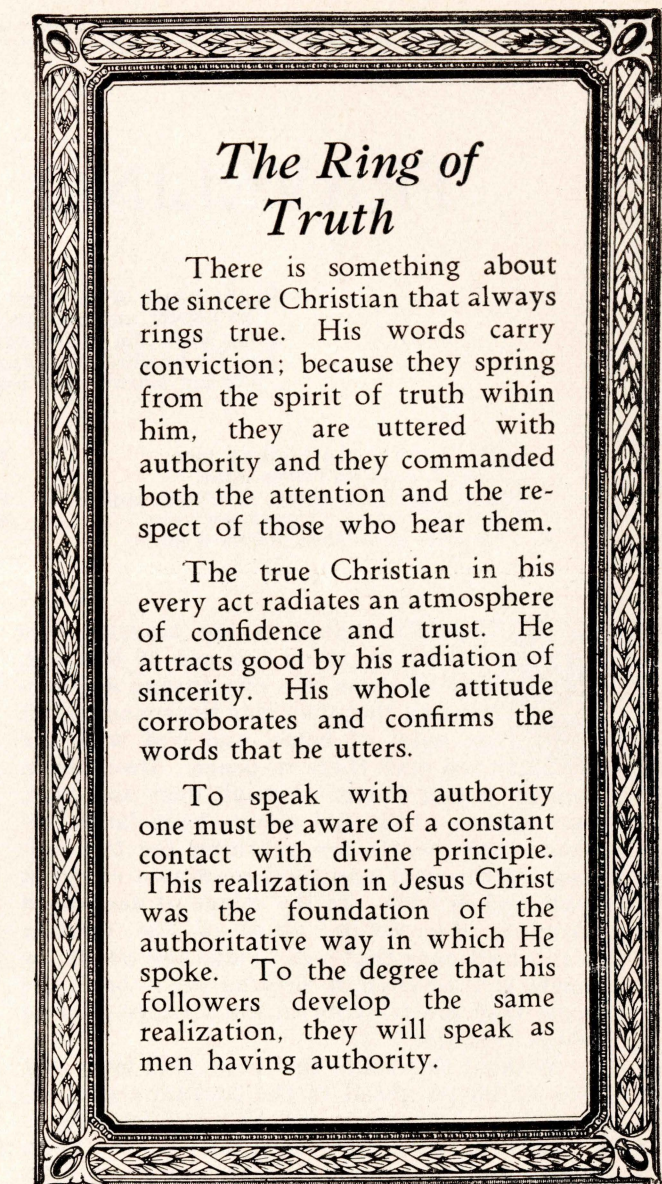 The Ring of
Truth
There is something about
the sincere Christian that always
rings true. His words carry
conviction; because they spring
from the spirit of truth wihin
him, they are uttered with
authority and they commanded
both the attention and the re-
spect of those who hear them.
The true Christian in his
every act radiates an atmosphere
of confidence and trust. He
attracts good by his radiation of
sincerity. His whole attitude
corroborates and confirms the
words that he utters.
To speak with authority
one must be aware of a constant
contact with divine principle.
This realization in Jesus Christ
was the foundation of the
authoritative way in which He
spoke. To the degree that his
followers develop the same
realization, they will speak as
men having authority.